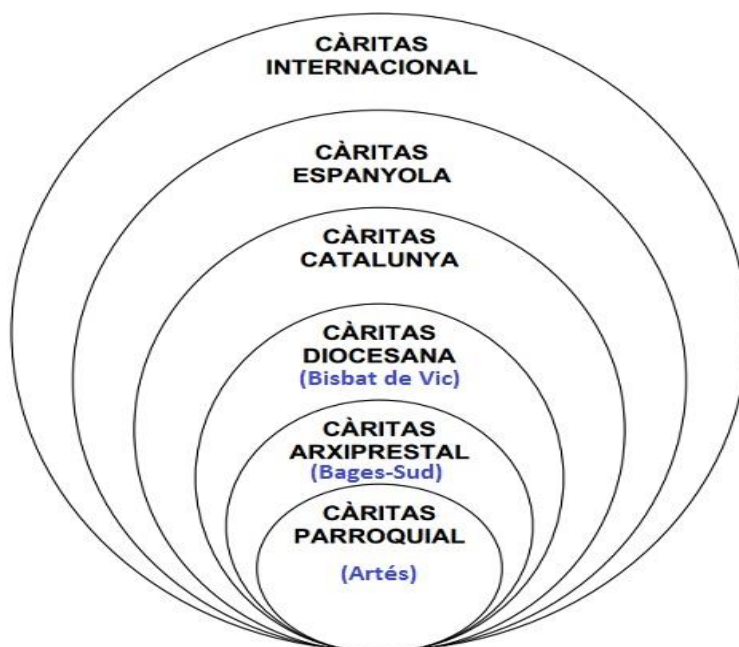 CÀRITAS
INTERNACIONAL
CÀRITAS
ESPANYOLA
CÀRITAS
CATALUNYA
CÀRITAS
DIOCESANA
(Bisbat de Vic)
CÀRITAS
ARXIPRESTAL
(Bages-Sud)
CÀRITAS
PARROQUIAL
(Artés)